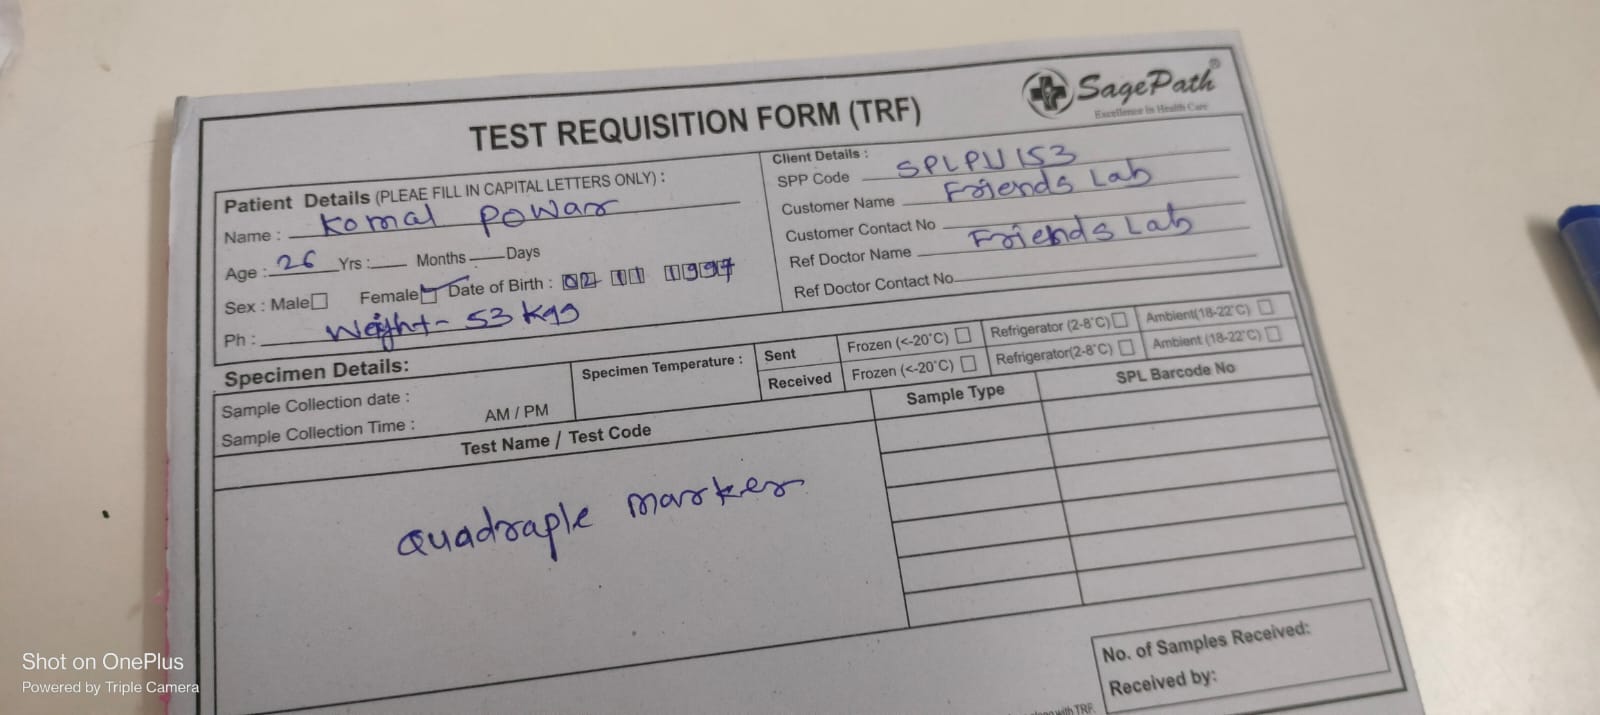 SagePath®
Excellence In Health Care
TEST REQUISITION FORM (TRF)
Patient Details (PLEAE FILL IN CAPITAL LETTERS ONLY) :
Name : Komal Powar
Age : 26 Yrs : Months Days
Sex : Male Female Date of Birth : 02 11 1997
Ph : Weight - 53 kgs
Client Details :
SPP Code SPLPU153
Customer Name Friends Lab
Customer Contact No
Ref Doctor Name Friends Lab
Ref Doctor Contact No
Specimen Details:
Sample Collection date :
Sample Collection Time : AM / PM
Specimen Temperature :
Sent Frozen (<-20°C) Refrigerator (2-8°C) Ambient(18-22°C)
Received Frozen (<-20°C) Refrigerator(2-8°C) Ambient (18-22°C)
Test Name / Test Code Sample Type SPL Barcode No
Quadraple marker
No. of Samples Received:
Received by:
with TRF.
Shot on OnePlus
Powered by Triple Camera